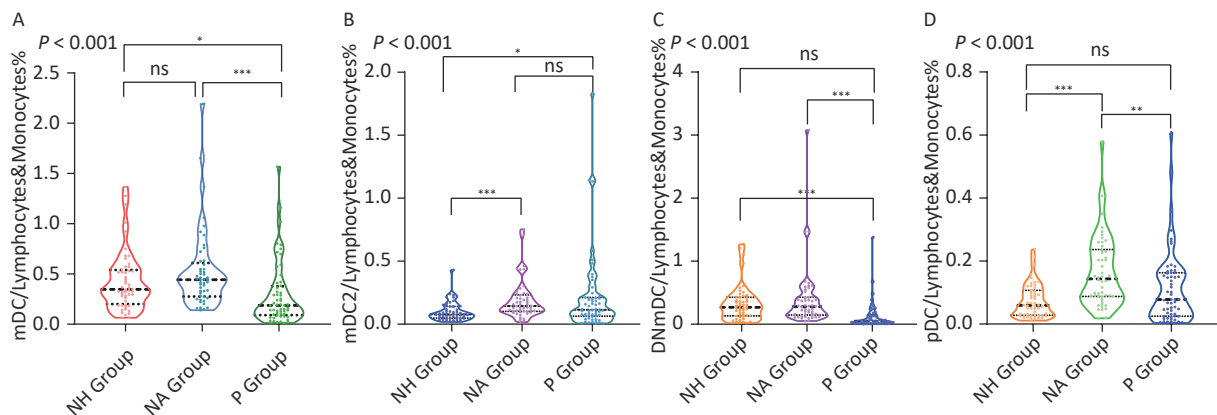 A
P < 0.001
*
ns
***
mDC/Lymphocytes&Monocytes%
2.5
2.0
1.5
1.0
0.5
0.0
NH Group
NA Group
P Group
B
P < 0.001
*
ns
***
mDC2/Lymphocytes&Monocytes%
2.0
1.5
1.0
0.5
0.0
NH Group
NA Group
P Group
C
P < 0.001
ns
***
***
DNmDC/Lymphocytes&Monocytes%
4
3
2
1
0
NH Group
NA Group
P Group
D
P < 0.001
ns
***
**
pDC/Lymphocytes&Monocytes%
0.8
0.6
0.4
0.2
0.0
NH Group
NA Group
P Group